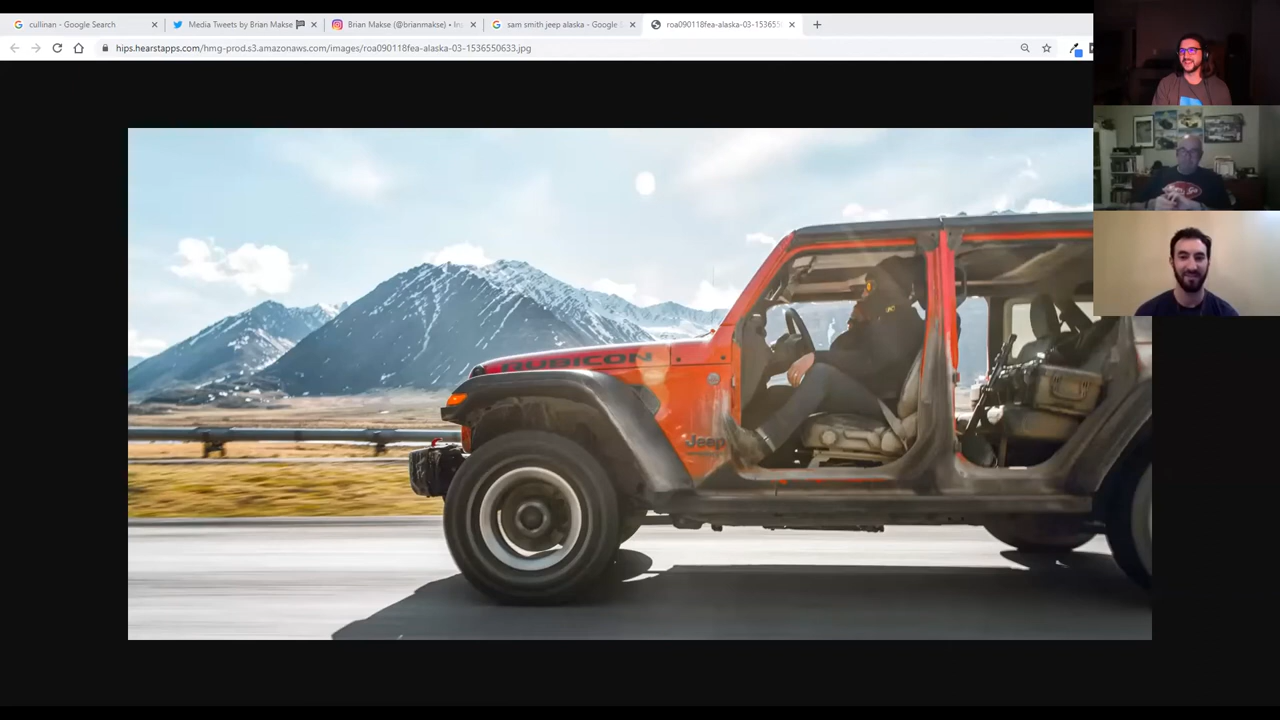 cullinan - Google Search
Media Tweets by Brian Makse
Brian Makse (@brianmakse) • In
sam smith jeep alaska - Google S
roa090118fea-alaska-03-153655
hips.hearstapps.com/hmg-prod.s3.amazonaws.com/images/roa090118fea-alaska-03-1536550633.jpg
RUBICON
Jeep